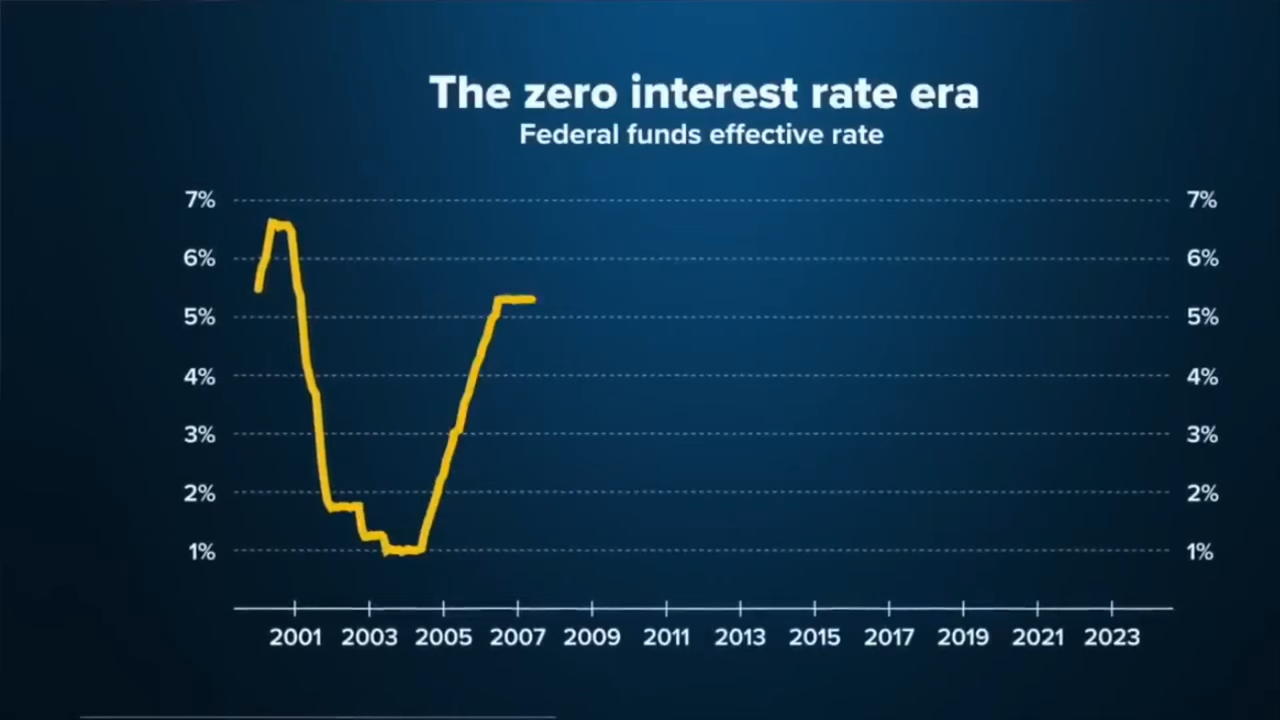 The zero interest rate era
Federal funds effective rate
7% 7%
6% 6%
5% 5%
4% 4%
3% 3%
2% 2%
1% 1%
2001 2003 2005 2007 2009 2011 2013 2015 2017 2019 2021 2023